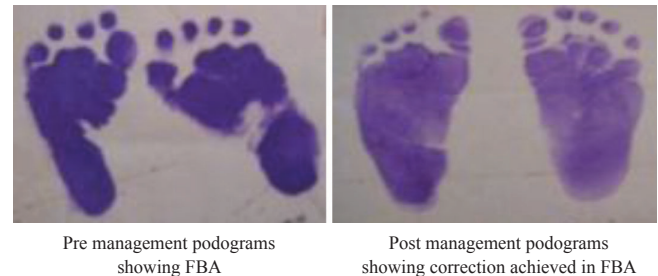 Pre management podograms
showing FBA
Post management podograms
showing correction achieved in FBA